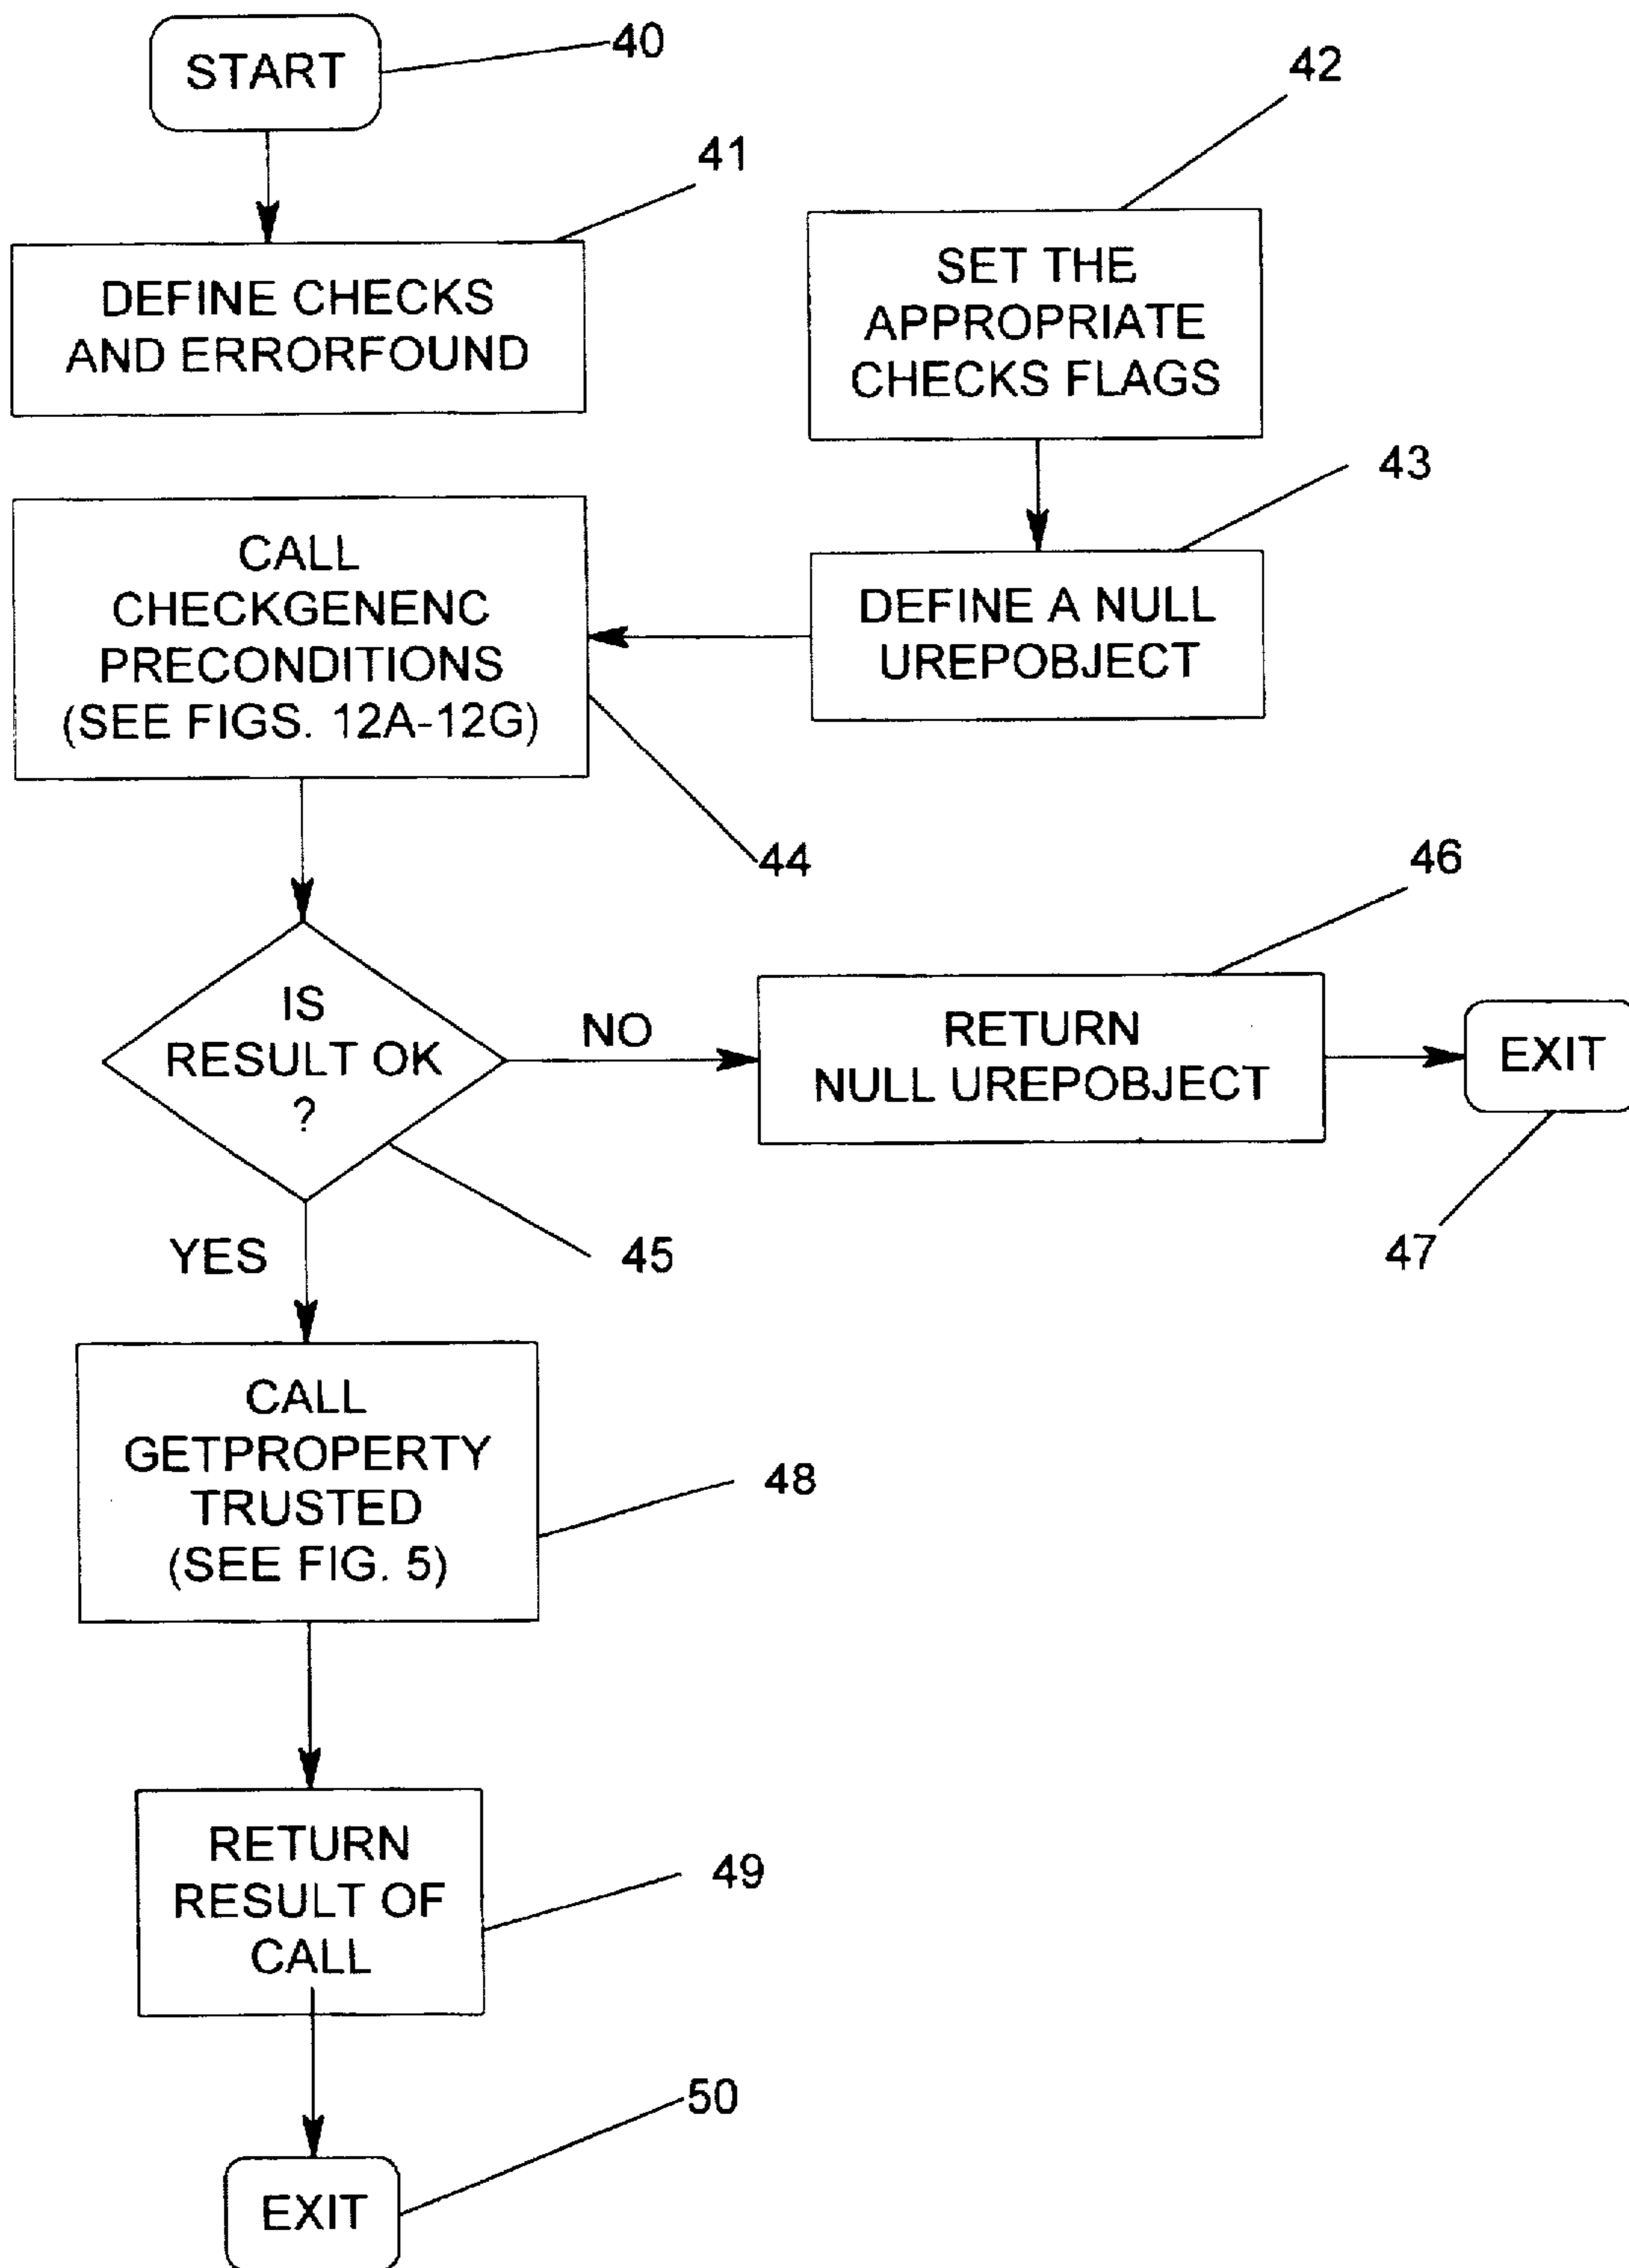 START
40
41
DEFINE CHECKS
AND ERRORFOUND
42
SET THE
APPROPRIATE
CHECKS FLAGS
43
DEFINE A NULL
UREPOBJECT
CALL
CHECKGENENC
PRECONDITIONS
(SEE FIGS. 12A-12G)
44
IS
RESULT OK
?
45
NO
46
RETURN
NULL UREPOBJECT
EXIT
47
YES
CALL
GETPROPERTY
TRUSTED
(SEE FIG. 5)
48
RETURN
RESULT OF
CALL
49
50
EXIT